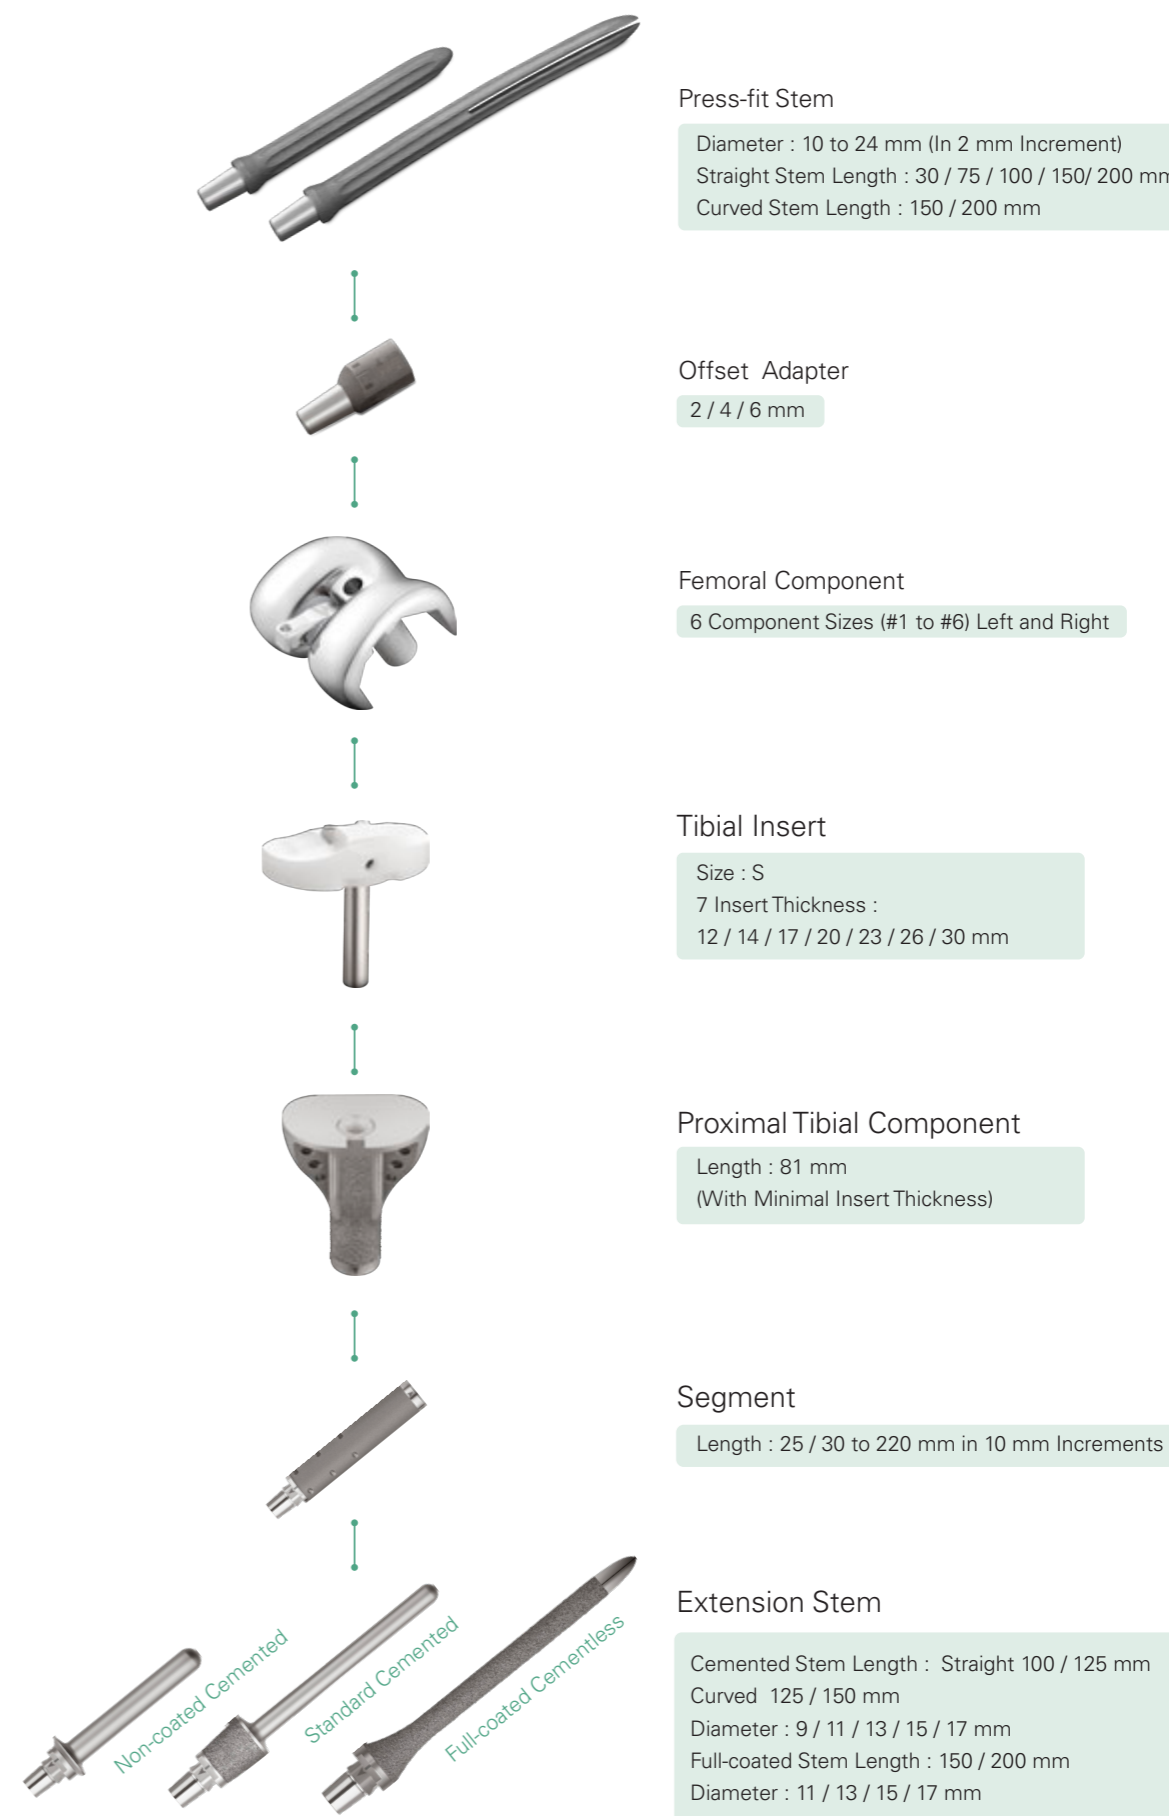 Press-fit Stem
Diameter : 10 to 24 mm (In 2 mm Increment)
Straight Stem Length : 30 / 75 / 100 / 150/ 200 mm
Curved Stem Length : 150 / 200 mm
Offset Adapter
2 / 4 / 6 mm
Femoral Component
6 Component Sizes (#1 to #6) Left and Right
Tibial Insert
Size : S
7 Insert Thickness :
12 / 14 / 17 / 20 / 23 / 26 / 30 mm
Proximal Tibial Component
Length : 81 mm
(With Minimal Insert Thickness)
Segment
Length : 25 / 30 to 220 mm in 10 mm Increments
Non-coated Cemented
Standard Cemented
Full-coated Cementless
Extension Stem
Cemented Stem Length : Straight 100 / 125 mm
Curved 125 / 150 mm
Diameter : 9 / 11 / 13 / 15 / 17 mm
Full-coated Stem Length : 150 / 200 mm
Diameter : 11 / 13 / 15 / 17 mm